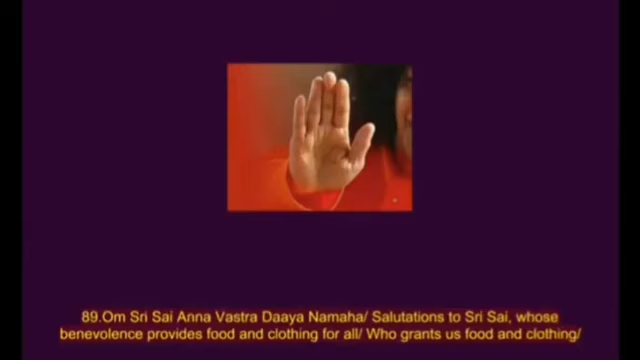 89.Om Sri Sai Anna Vastra Daaya Namaha/ Salutations to Sri Sai, whose
benevolence provides food and clothing for all/ Who grants us food and clothing/